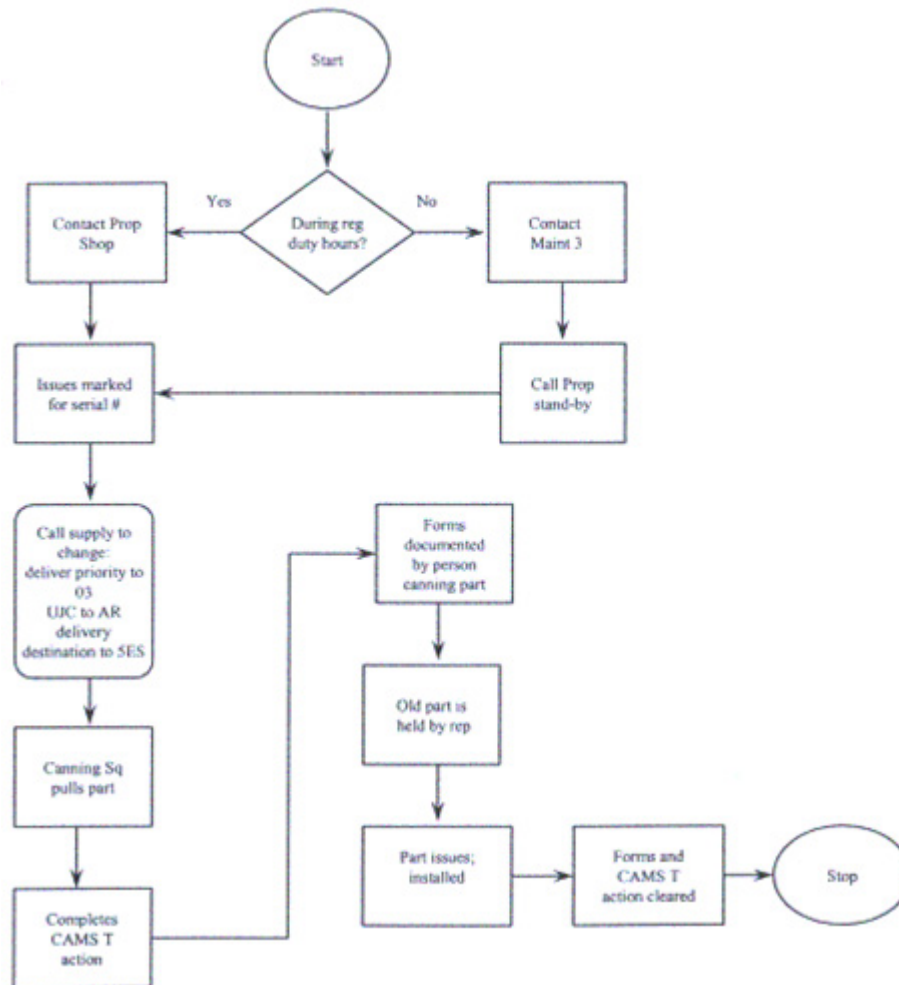 Start
Yes
During reg
duty hours?
No
Contact Prop
Shop
Contact
Maint 3
Issues marked
for serial #
Call Prop
stand-by
Call supply to
change:
deliver priority to
03
UJC to AR
delivery
destination to 5ES
Forms
documented
by person
canning part
Old part is
held by rep
Canning Sq
pulls part
Part issues;
installed
Forms and
CAMS T
action cleared
Stop
Completes
CAMS T
action